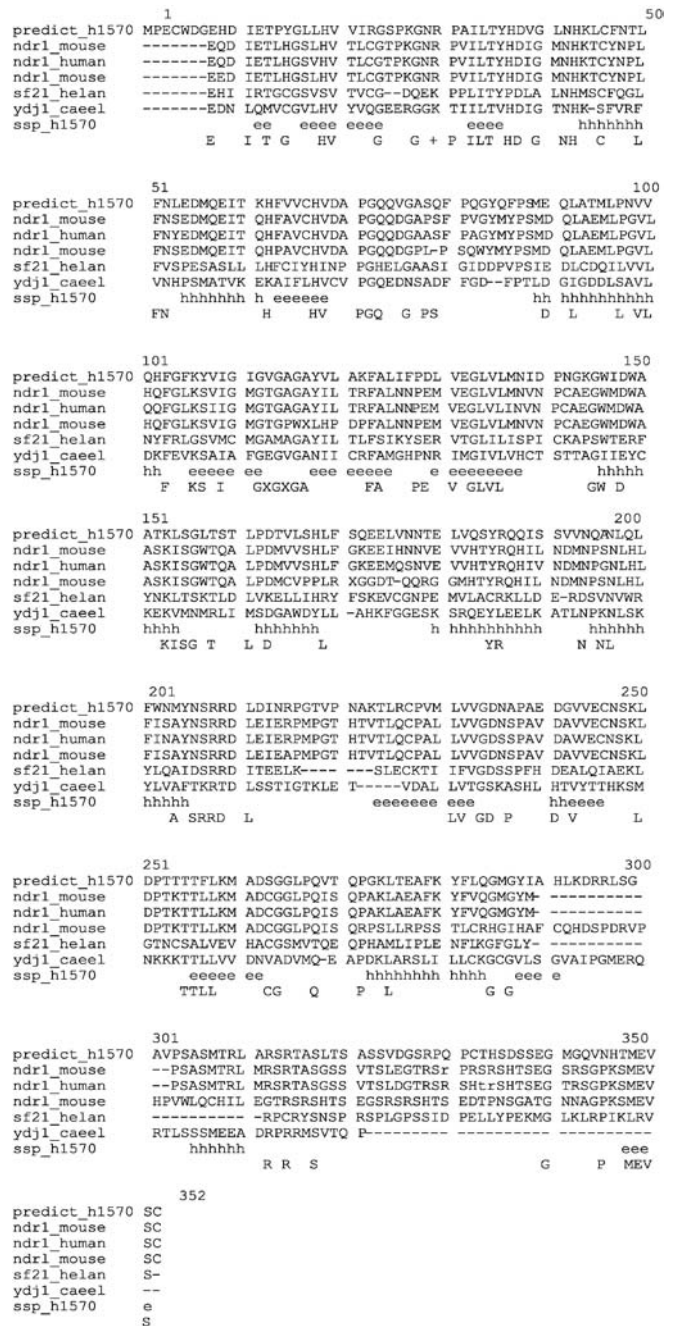 1 50
predict_h1570 MPECWDGEHD IETPYGLLHV VIRGSPKGNR PAILTYHDVG LNHKLCFNTL
ndr1_mouse -------EQD IETLHGSLHV TLCGTPKGNR PVILTYHDIG MNHKTCYNPL
ndr1_human -------EQD IETLHGSVHV TLCGTPKGNR PVILTYHDIG MNHKTCYNPL
ndr1_mouse -------EED IETLHGSLHV TLCGTPKGNR PVILTYHDIG MNHKTCYNPL
sf21_helan -------EHI IRTGCGSVSV TVCG--DQEK PPLITYPDLA LNHMSCFQGL
ydj1_caeel -------EDN LQMVCGVLHV YVQGEERGGK TIILTVHDIG TNHK-SFVRF
ssp_h1570 ee eeee eeee eeee hhhhhhh
E I T G HV G G + P ILT HD G NH C L
51 100
predict_h1570 FNLEDMQEIT KHFVVCHVDA PGQQVGASQF PQGYQFPSME QLATMLPNVV
ndr1_mouse FNSEDMQEIT QHFAVCHVDA PGQQDGAPSF PVGYMYPSMD QLAEMLPGVL
ndr1_human FNYEDMQEIT QHFAVCHVDA PGQQDGAASF PAGYMYPSMD QLAEMLPGVL
ndr1_mouse FNSEDMQEIT QHPAVCHVDA PGQQDGPL-P SQWYMYPSMD QLAEMLPGVL
sf21_helan FVSPESASLL LHFCIYHINP PGHELGAASI GIDDPVPSIE DLCDQILVVL
ydj1_caeel VNHPSMATVK EKAIFLHVCV PGQEDNSADF FGD--FPTLD GIGDDLSAVL
ssp_h1570 hhhhhhh h eeeeee hh hhhhhhhhhh
FN H HV PGQ G PS D L L VL
101 150
predict_h1570 QHFGFKYVIG IGVGAGAYVL AKFALIFPDL VEGLVLMNID PNGKGWIDWA
ndr1_mouse HQFGLKSVIG MGTGAGAYIL TRFALNNPEM VEGLVLMNVN PCAEGWMDWA
ndr1_human QQFGLKSIIG MGTGAGAYIL TRFALNNPEM VEGLVLINVN PCAEGWMDWA
ndr1_mouse HQFGLKSVIG MGTGPWXLHP DPFALNNPEM VEGLVLMNVN PCAEGWMDWA
sf21_helan NYFRLGSVMC MGAMAGAYIL TLFSIKYSER VTGLILISPI CKAPSWTERF
ydj1_caeel DKFEVKSAIA FGEGVGANII CRFAMGHPNR IMGIVLVHCT STTAGIIEYC
ssp_h1570 hh eeeee ee eee eeeee e eeeeeeee hhhhh
F KS I GXGXGA FA PE V GLVL GW D
151 200
predict_h1570 ATKLSGLTST LPDTVLSHLF SQEELVNNTE LVQSYRQQIS SVVNQANLQL
ndr1_mouse ASKISGWTQA LPDMVVSHLF GKEEIHNNVE VVHTYRQHIL NDMNPSNLHL
ndr1_human ASKISGWTQA LPDMVVSHLF GKEEMQSNVE VVHTYRQHIV NDMNPGNLHL
ndr1_mouse ASKISGWTQA LPDMCVPPLR XGGDT-QQRG GMHTYRQHIL NDMNPSNLHL
sf21_helan YNKLTSKTLD LVKELLIHRY FSKEVCGNPE MVLACRKLLD E-RDSVNVWR
ydj1_caeel KEKVMNMRLI MSDGAWDYLL -AHKFGGESK SRQEYLEELK ATLNPKNLSK
ssp_h1570 hhhh hhhhhhh h hhhhhhhhh hhhhhh
KISG T L D L YR N NL
201 250
predict_h1570 FWNMYNSRRD LDINRPGTVP NAKTLRCPVM LVVGDNAPAE DGVVECNSKL
ndr1_mouse FISAYNSRRD LEIERPMPGT HTVTLQCPAL LVVGDNSPAV DAVVECNSKL
ndr1_human FINAYNSRRD LEIERPMPGT HTVTLQCPAL LVVGDSSPAV DAVVECNSKL
ndr1_mouse FISAYNSRRD LEIEAPMPGT HTVTLQCPAL LVVGDNSPAV DAVVECNSKL
sf21_helan YLQAIDSRRD ITEELK---- ---SLECKTI IFVGDSSPFH DEALQIAEKL
ydj1_caeel YLVAFTKRTD LSSTIGTKLE T-----VDAL LVTGSKASHL HTVYTTHKSM
ssp_h1570 hhhhh eeeeeee eee hheeee
A SRRD L LV GD P D V L
251 300
predict_h1570 DPTTTTFLKM ADSGGLPQVT QPGKLTEAFK YFLQGMGYIA HLKDRRLSG
ndr1_mouse DPTKTTLLKM ADCGGLPQIS QPAKLAEAFK YFVQGMGYM- ----------
ndr1_human DPTKTTLLKM ADCGGLPQIS QPAKLAEAFK YFVQGMGYM- ----------
ndr1_mouse DPTKTTLLKM ADCGGLPQIS QRPSLLRPSS TLCRHGIHAF CQHDSPDRVP
sf21_helan GTNCSALVEV HACGSMVTQE QPHAMLIPLE NFLKGFGLY- ----------
ydj1_caeel NKKKTTLLVV DNVADVMQ-E APDKLARSLI LLCKGCGVLS GVAIPGMERQ
ssp_h1570 eeeee ee hhhhhhhh hhhh eee e
TTLL CG Q P L G G
301 350
predict_h1570 AVPSASMTRL ARSRTASLTS ASSVDGSRPQ PCTHSDSSEG MGQVNHTMEV
ndr1_mouse --PSASMTRL MRSRTASGSS VTSLEGTRSr PRSRSHTSEG SRSGPKSMEV
ndr1_human --PSASMTRL MRSRTASGSS VTSLDGTRSR SHtrSHTSEG TRSGPKSMEV
ndr1_mouse HPVWLQCHIL EGTRSRSHTS EGSRSRSHTS EDTPNSGATG NNAGPKSMEV
sf21_helan ---------- -RPCRYSNSP RSPLGPSSID PELLYPEKMG LKLRPIKLRV
ydj1_caeel RTLSSSMEEA DRPRRMSVTQ P--------- ---------- ----------
ssp_h1570 hhhhhh eee
R R S G P MEV
352
predict_h1570 SC
ndr1_mouse SC
ndr1_human SC
ndr1_mouse SC
sf21_helan S-
ydj1_caeel --
ssp_h1570 e
S